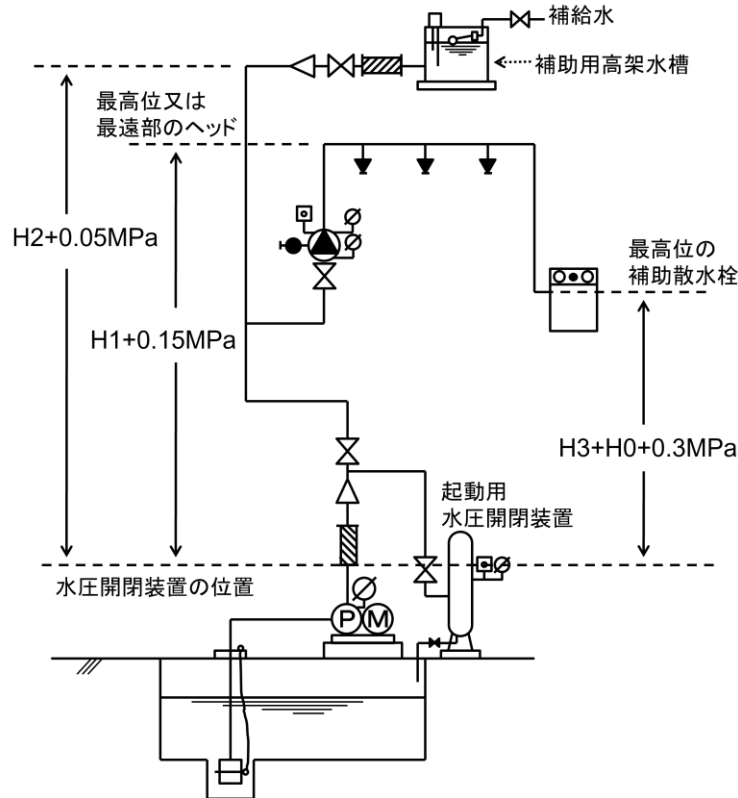 補給水
補助用高架水槽
最高位又は
最遠部のヘッド
H2+0.05MPa
最高位の
補助散水栓
H1+0.15MPa
H3+H0+0.3MPa
起動用
水圧開閉装置
水圧開閉装置の位置
P M